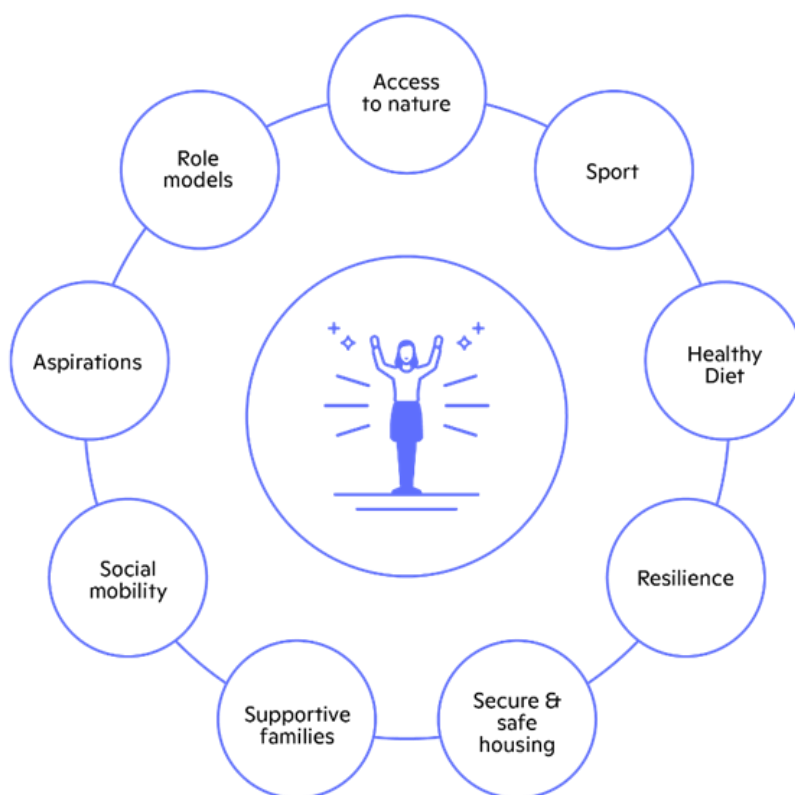 Access
to nature
Sport
Healthy
Diet
Resilience
Secure &
safe
housing
Supportive
families
Social
mobility
Aspirations
Role
models